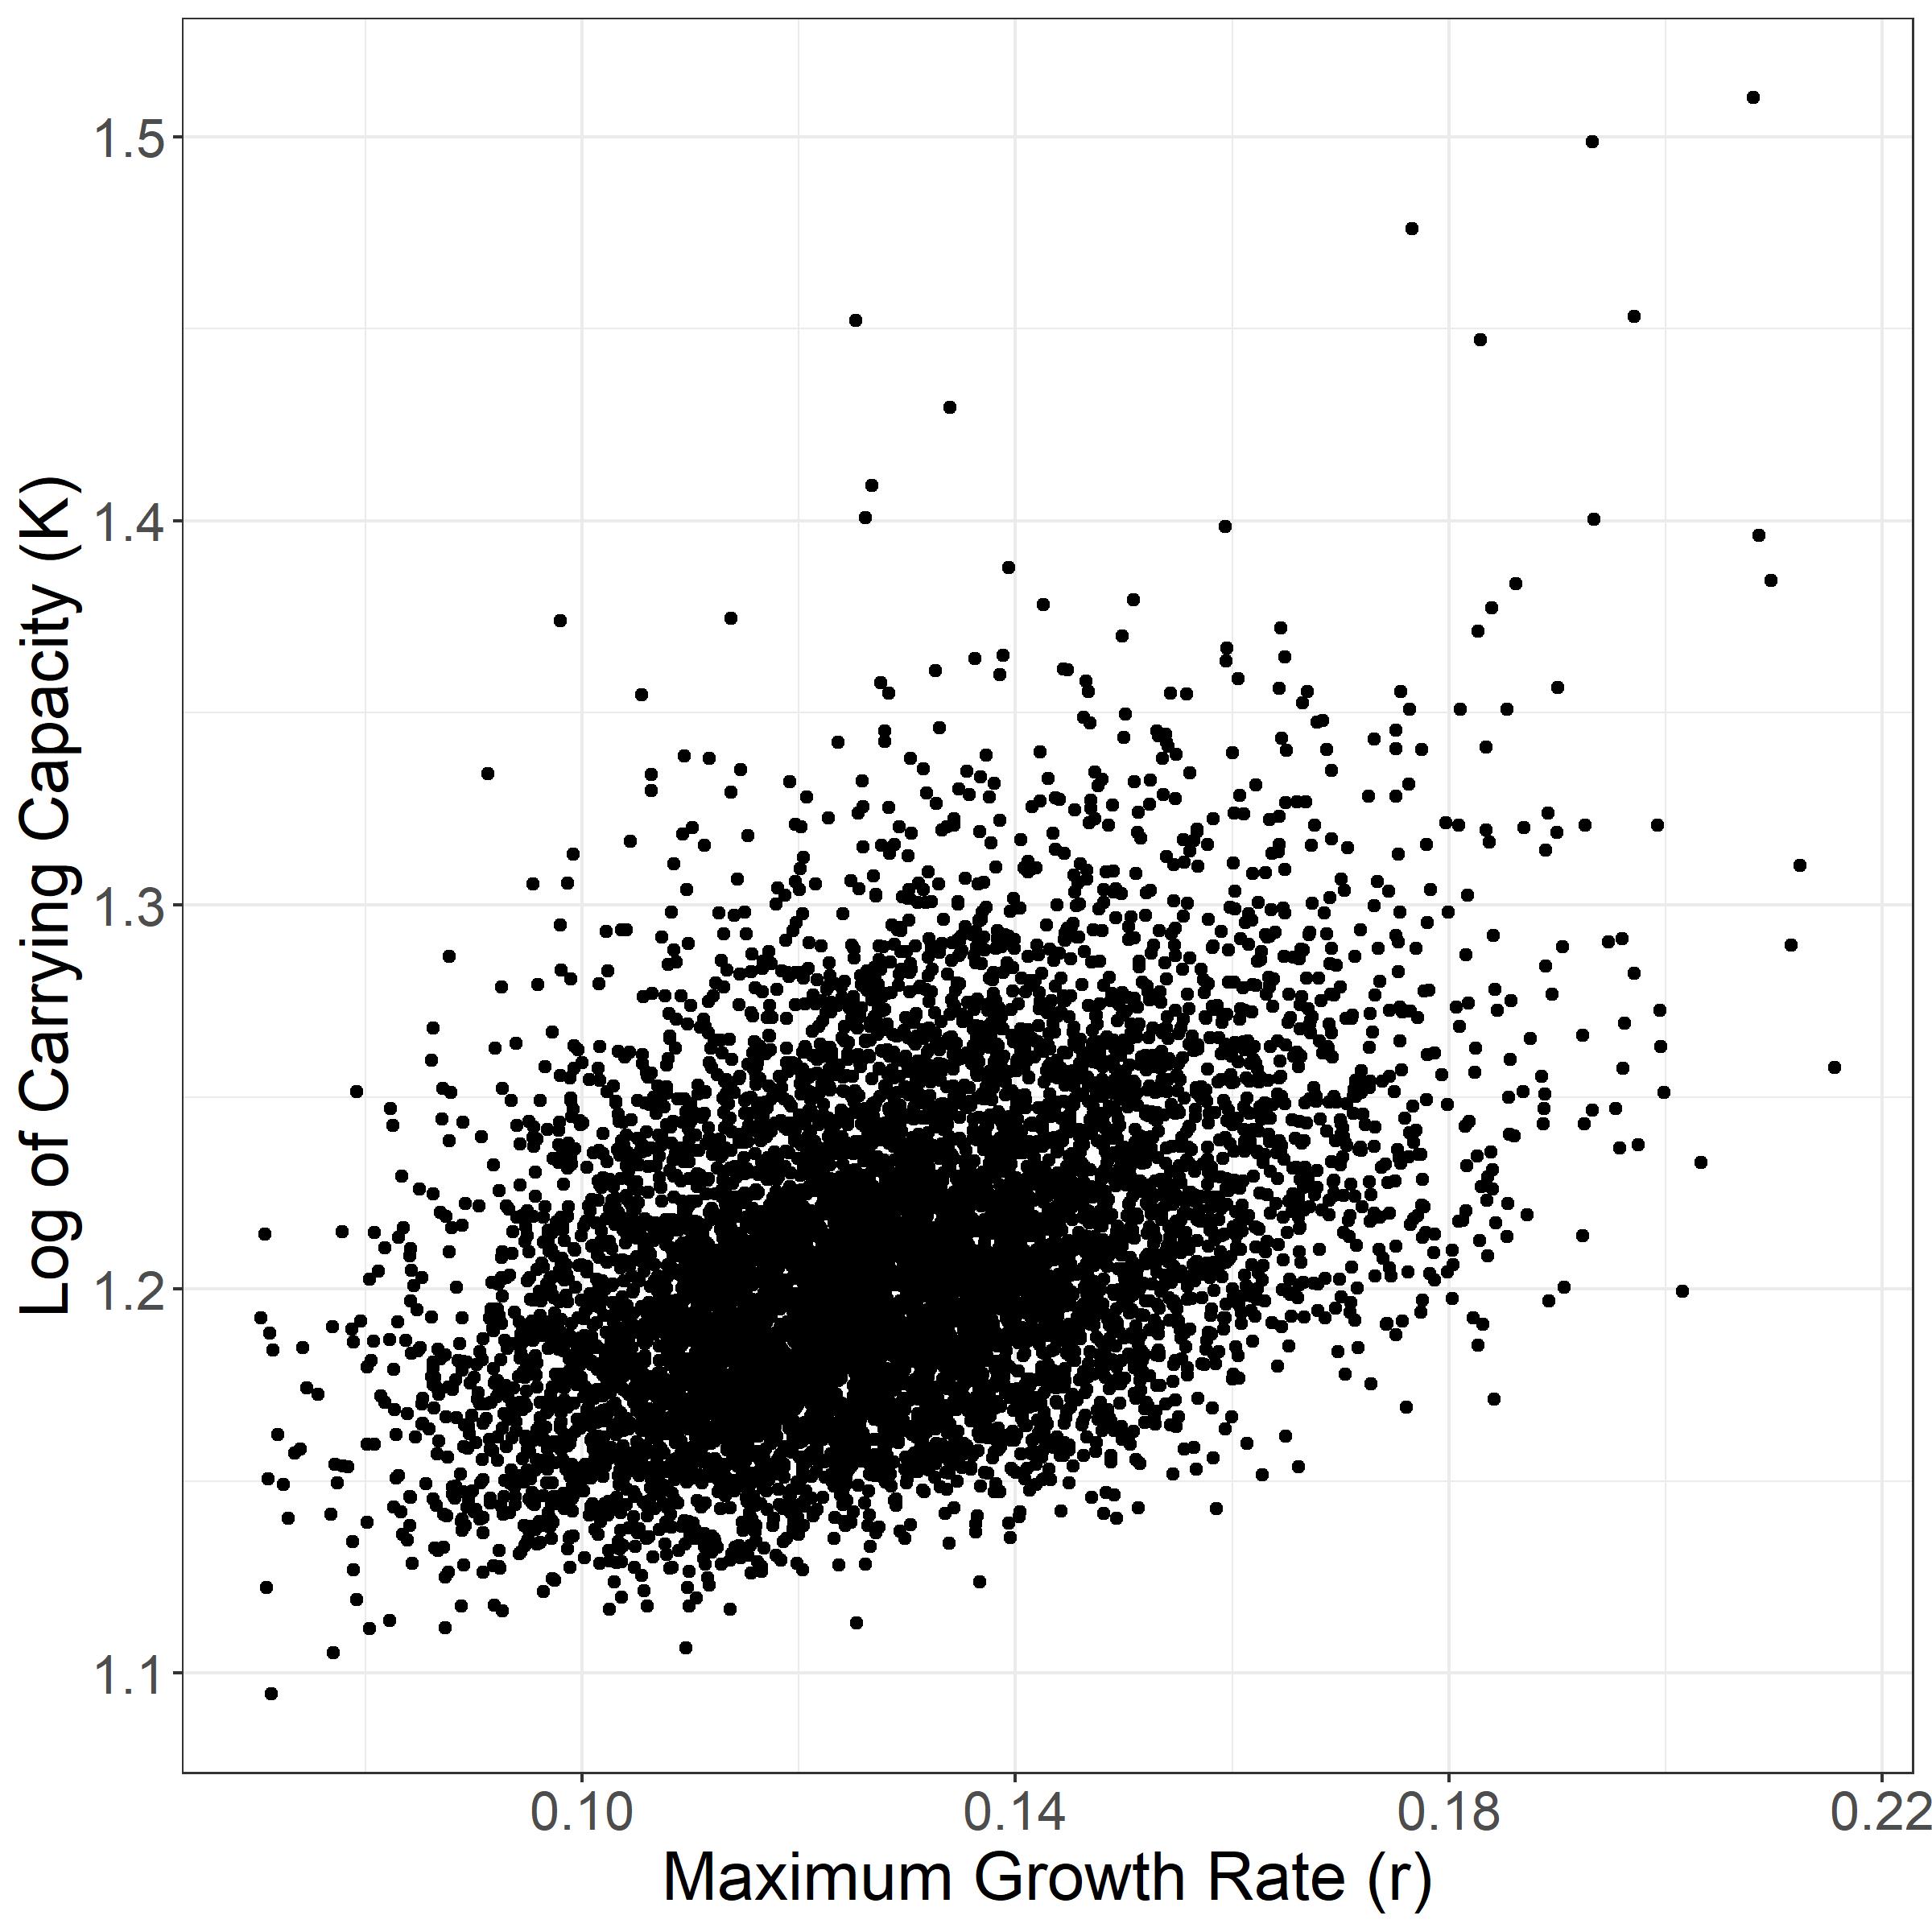 Log of Carrying Capacity (K)
1.5
1.4
1.3
1.2
1.1
0.10 0.14 0.18 0.22
Maximum Growth Rate (r)